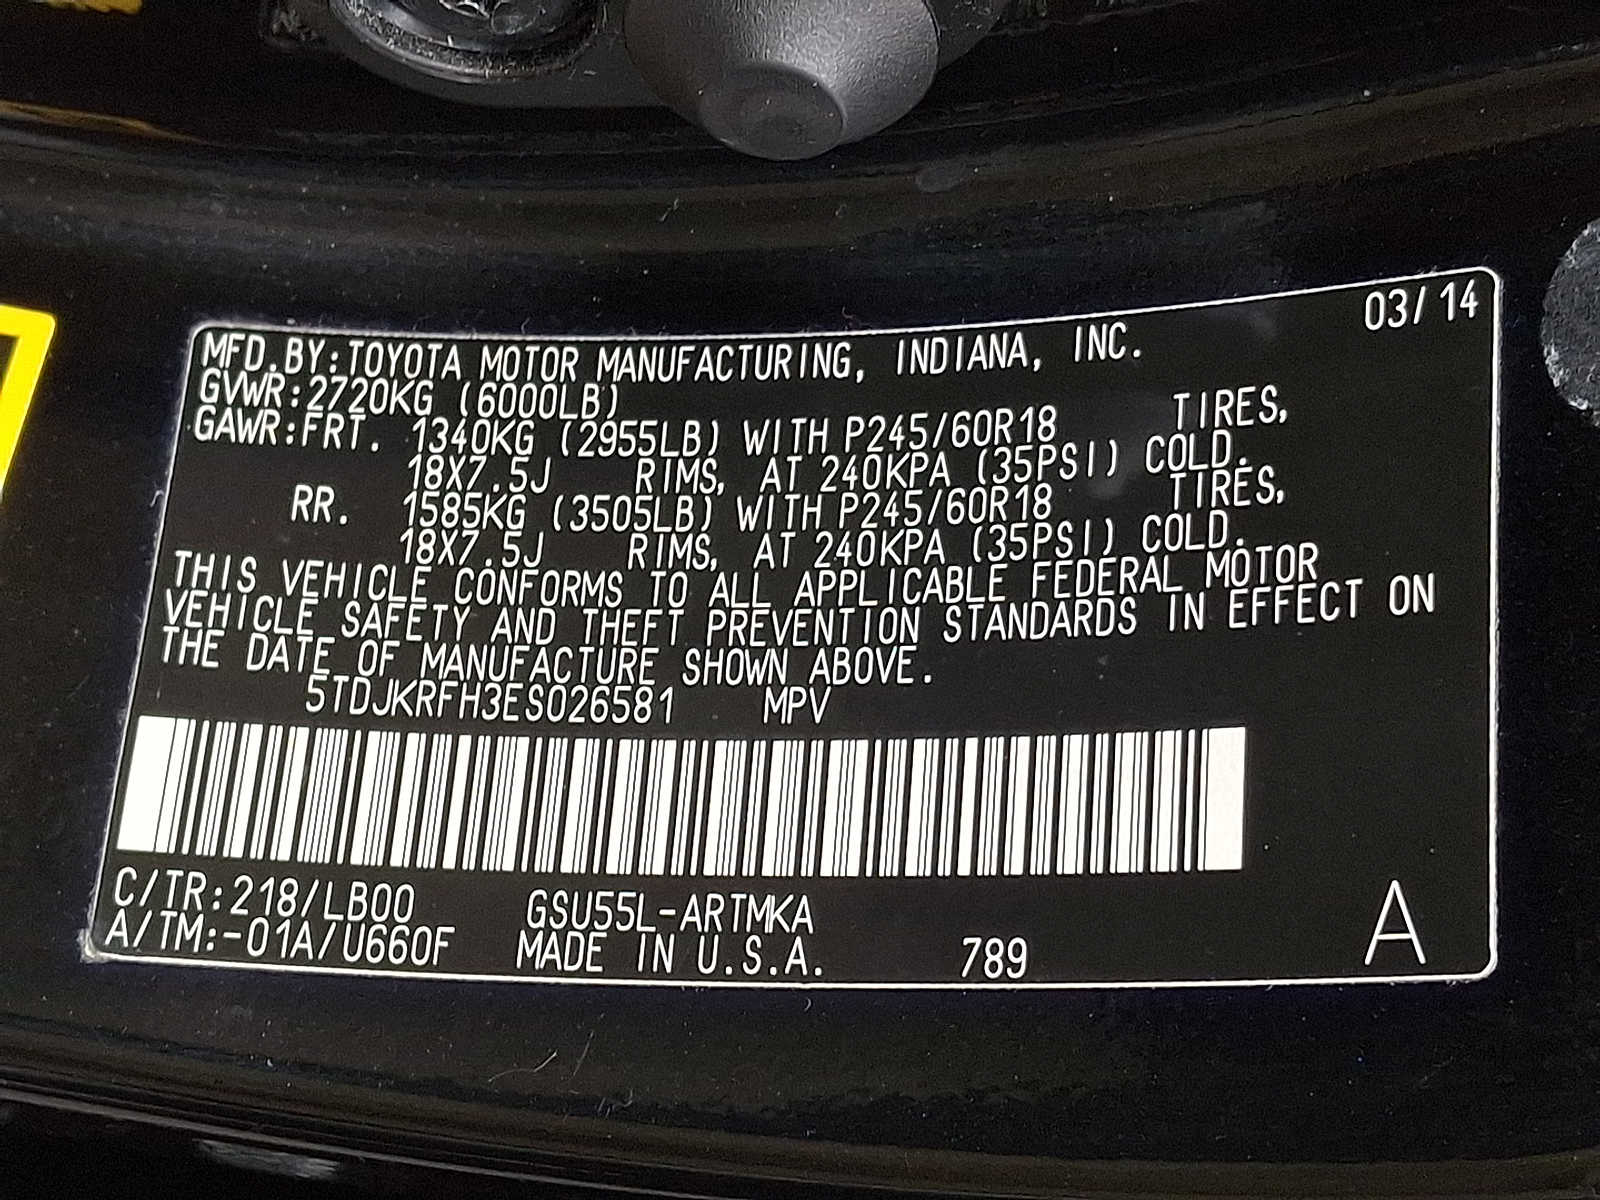 03/14
MFD.BY:TOYOTA MOTOR MANUFACTURING, INDIANA, INC.
GVWR:2720KG (6000LB)
GAWR:FRT. 1340KG (2955LB) WITH P245/60R18 TIRES,
18X7.5J RIMS, AT 240KPA (35PSI) COLD.
RR. 1585KG (3505LB) WITH P245/60R18 TIRES,
18X7.5J RIMS, AT 240KPA (35PSI) COLD.
THIS VEHICLE CONFORMS TO ALL APPLICABLE FEDERAL MOTOR
VEHICLE SAFETY AND THEFT PREVENTION STANDARDS IN EFFECT ON
THE DATE OF MANUFACTURE SHOWN ABOVE.
5TDJKRFH3ES026581 MPV
C/TR:218/LB00 GSU55L-ARTMKA
A/TM:-01A/U660F MADE IN U.S.A. 789 A